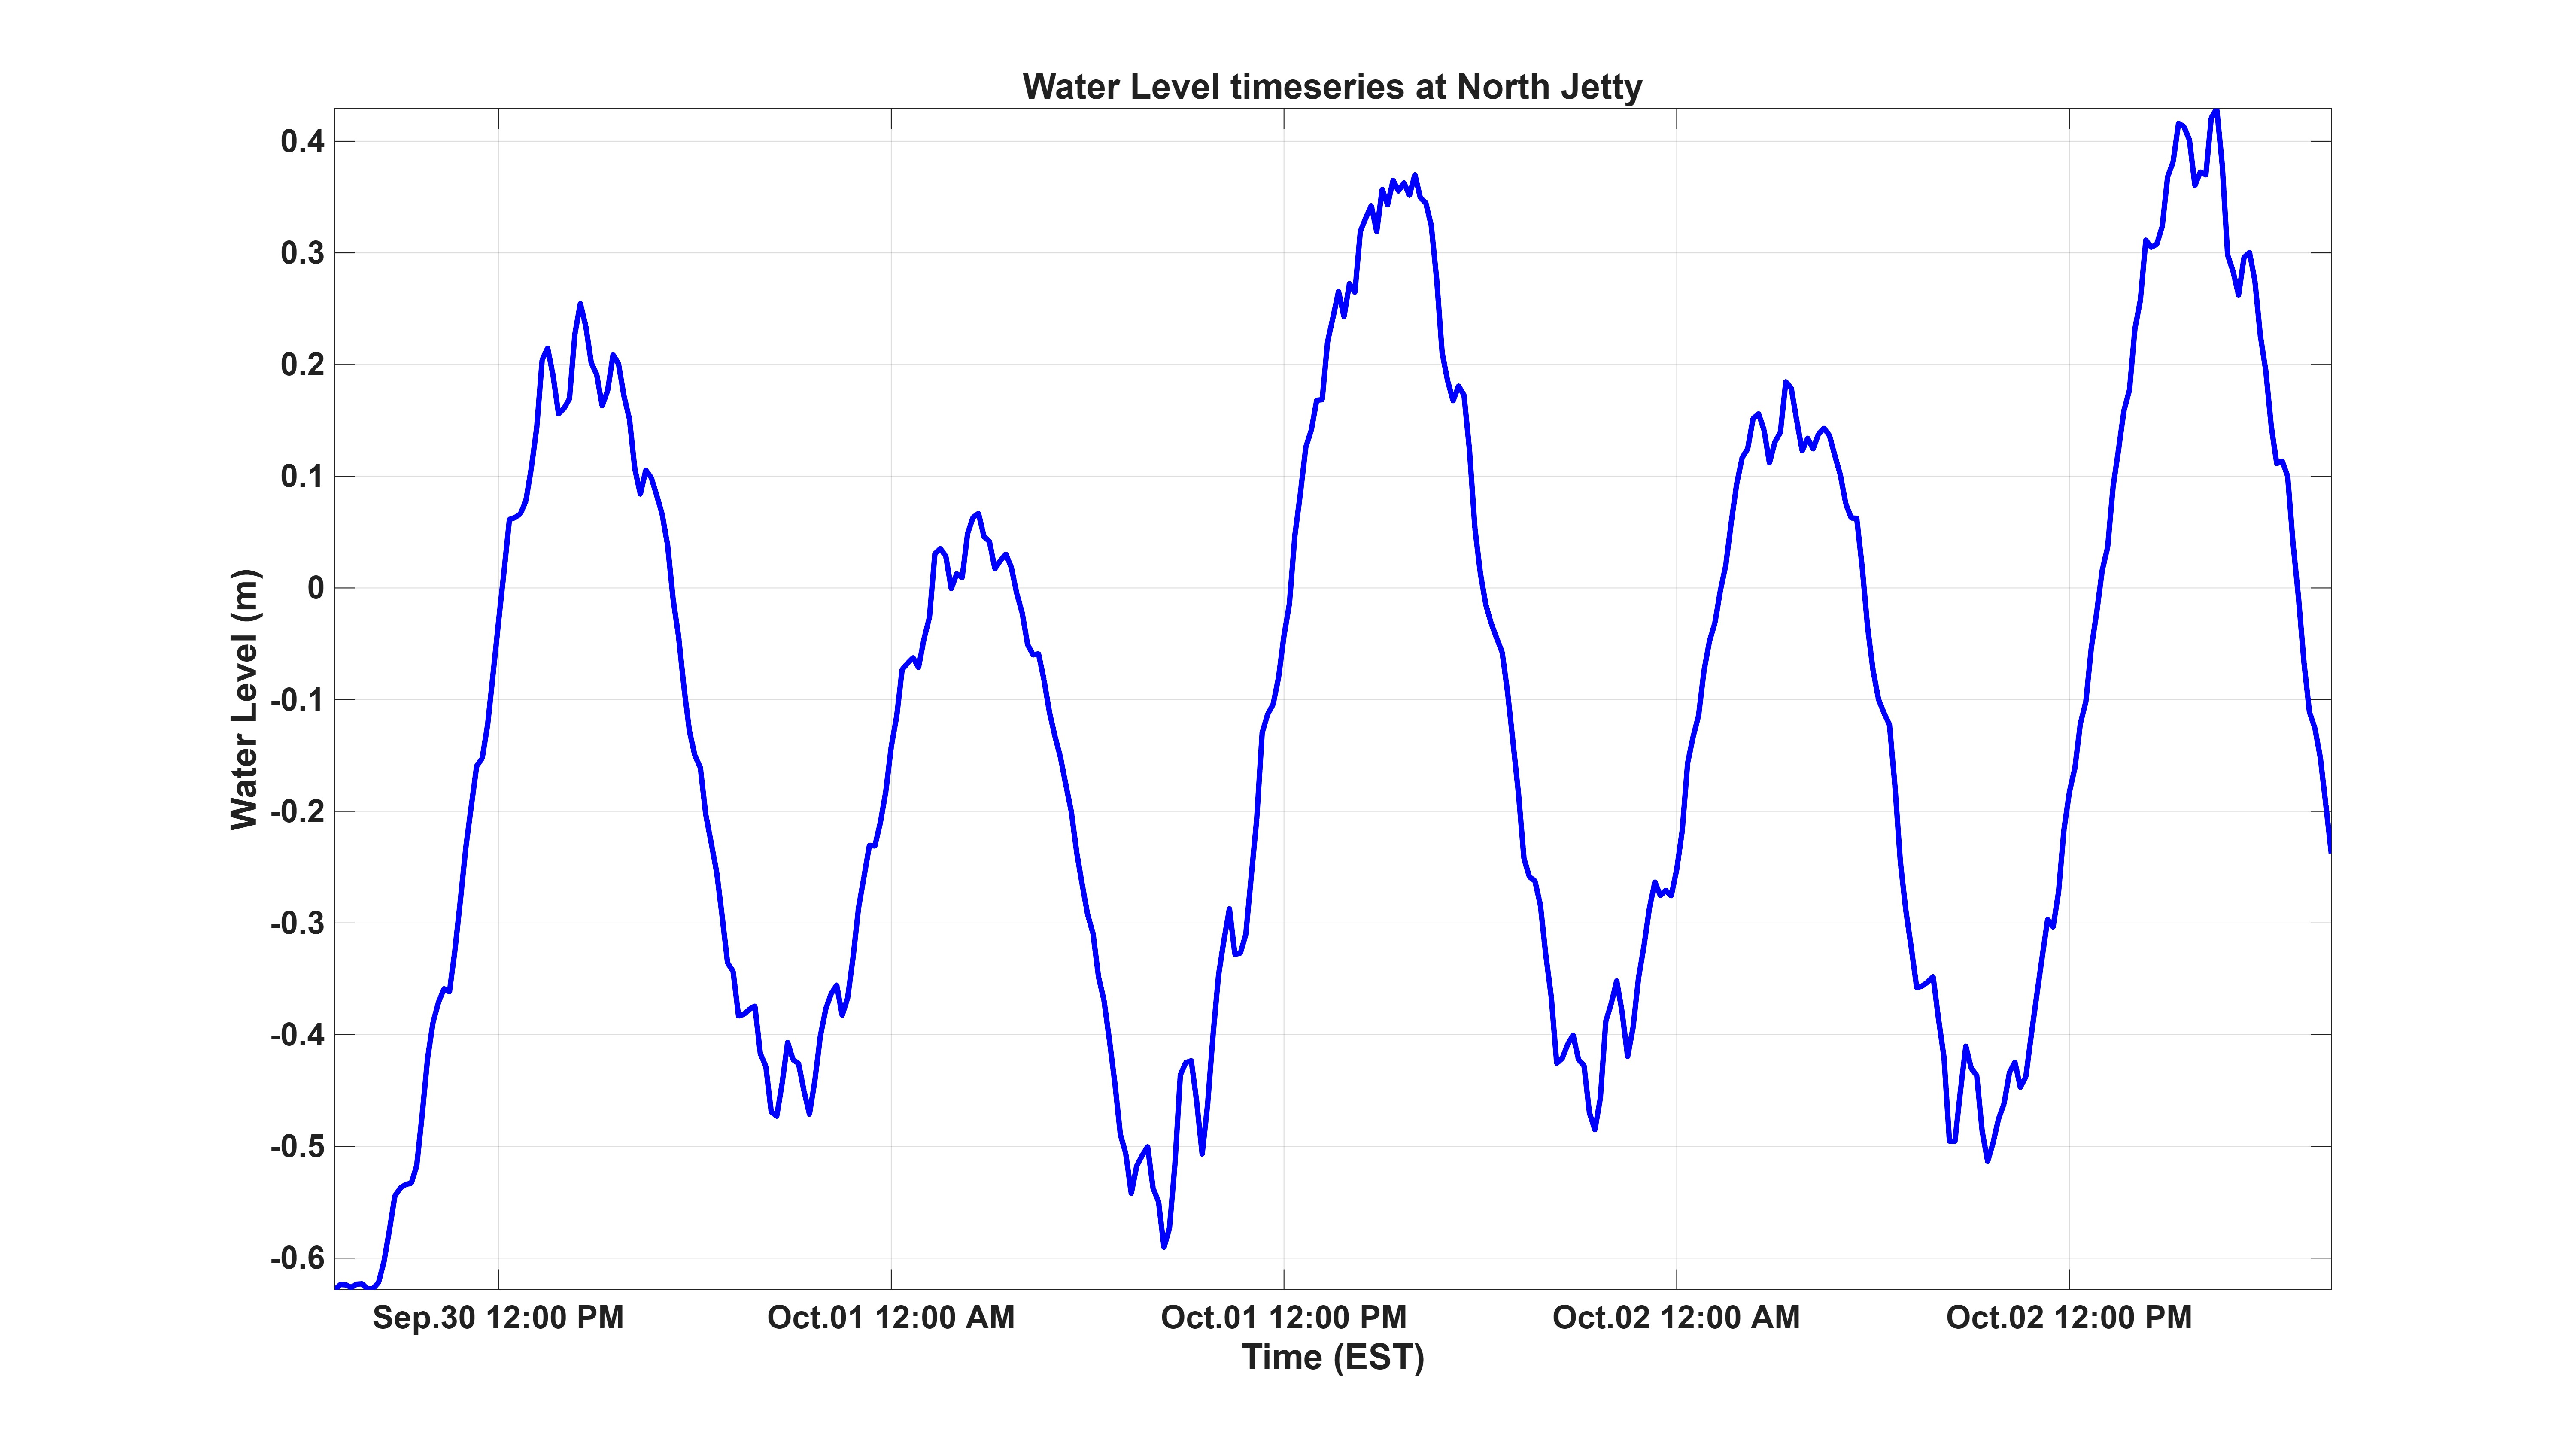 Water Level timeseries at North Jetty
0.4
0.3
0.2
0.1
0
-0.1
-0.2
-0.3
-0.4
-0.5
-0.6
Water Level (m)
Sep.30 12:00 PM
Oct.01 12:00 AM
Oct.01 12:00 PM
Oct.02 12:00 AM
Oct.02 12:00 PM
Time (EST)